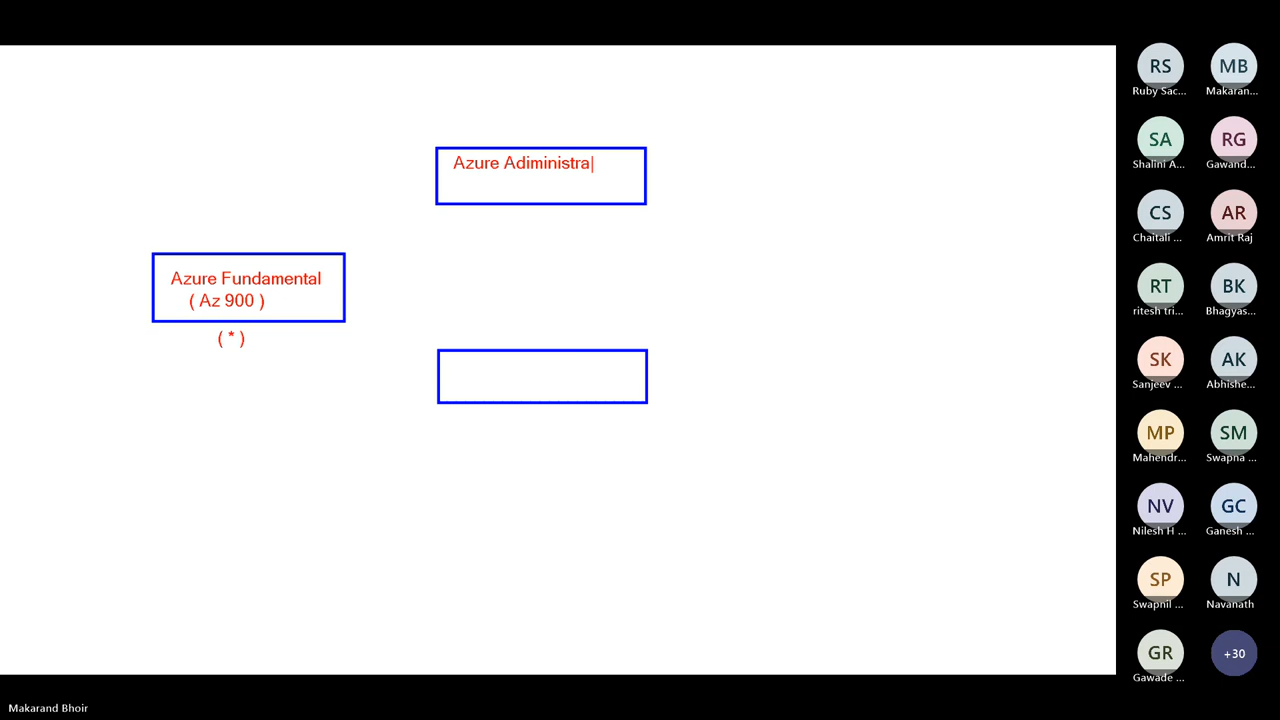 Azure Adiministra
Azure Fundamental
( Az 900 )
( * )
RS
MB
Ruby Sac...
Makaran...
SA
RG
Shalini A...
Gawand...
CS
AR
Chaitali ...
Amrit Raj
RT
BK
ritesh tri...
Bhagyas...
SK
AK
Sanjeev ...
Abhishe...
MP
SM
Mahendr...
Swapna ...
NV
GC
Nilesh H ...
Ganesh ...
SP
N
Swapnil ...
Navanath
GR
+30
Gawade ...
Makarand Bhoir